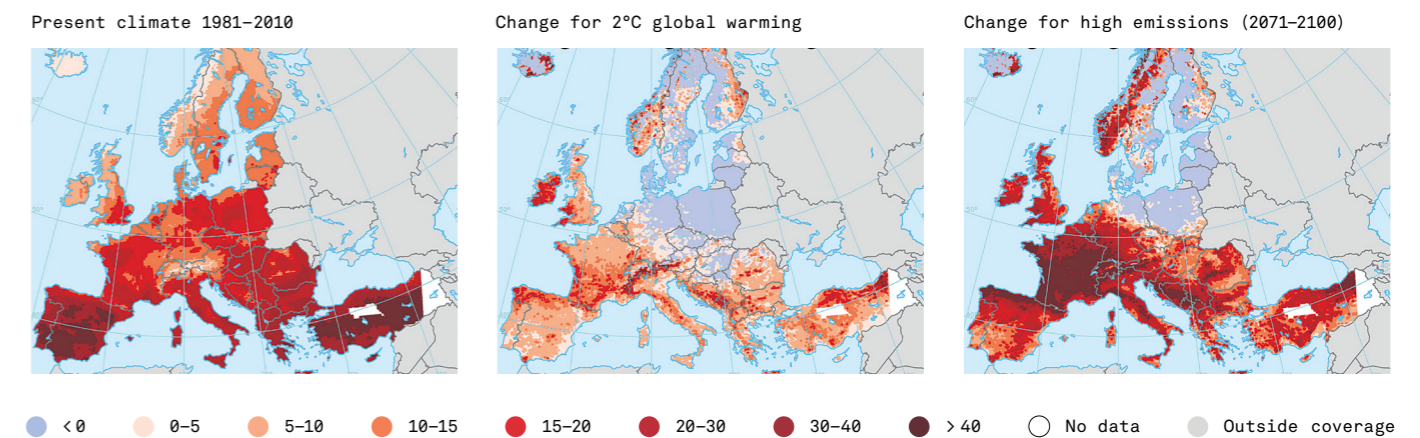 Present climate 1981–2010
Change for 2°C global warming
Change for high emissions (2071–2100)
<0
0–5
5–10
10–15
15–20
20–30
30–40
>40
No data
Outside coverage